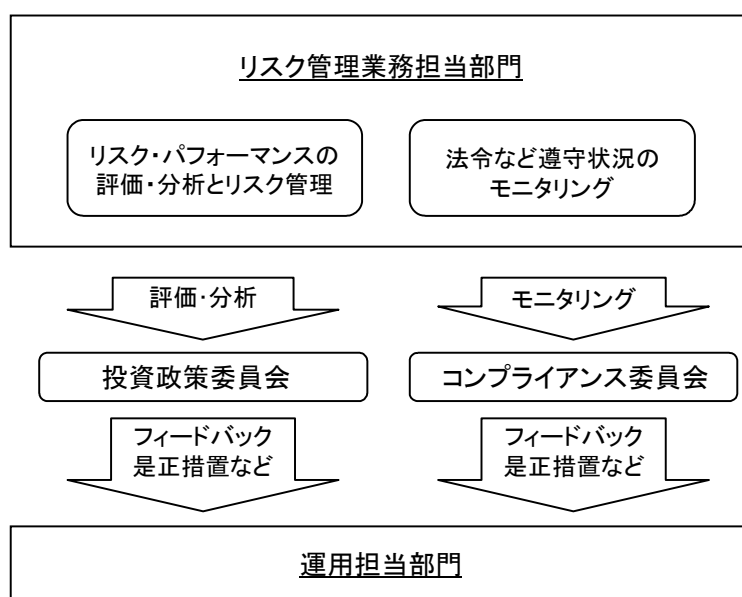 リスク管理業務担当部門
リスク・パフォーマンスの
評価・分析とリスク管理
法令など遵守状況の
モニタリング
評価・分析
モニタリング
投資政策委員会
コンプライアンス委員会
フィードバック
是正措置など
フィードバック
是正措置など
運用担当部門